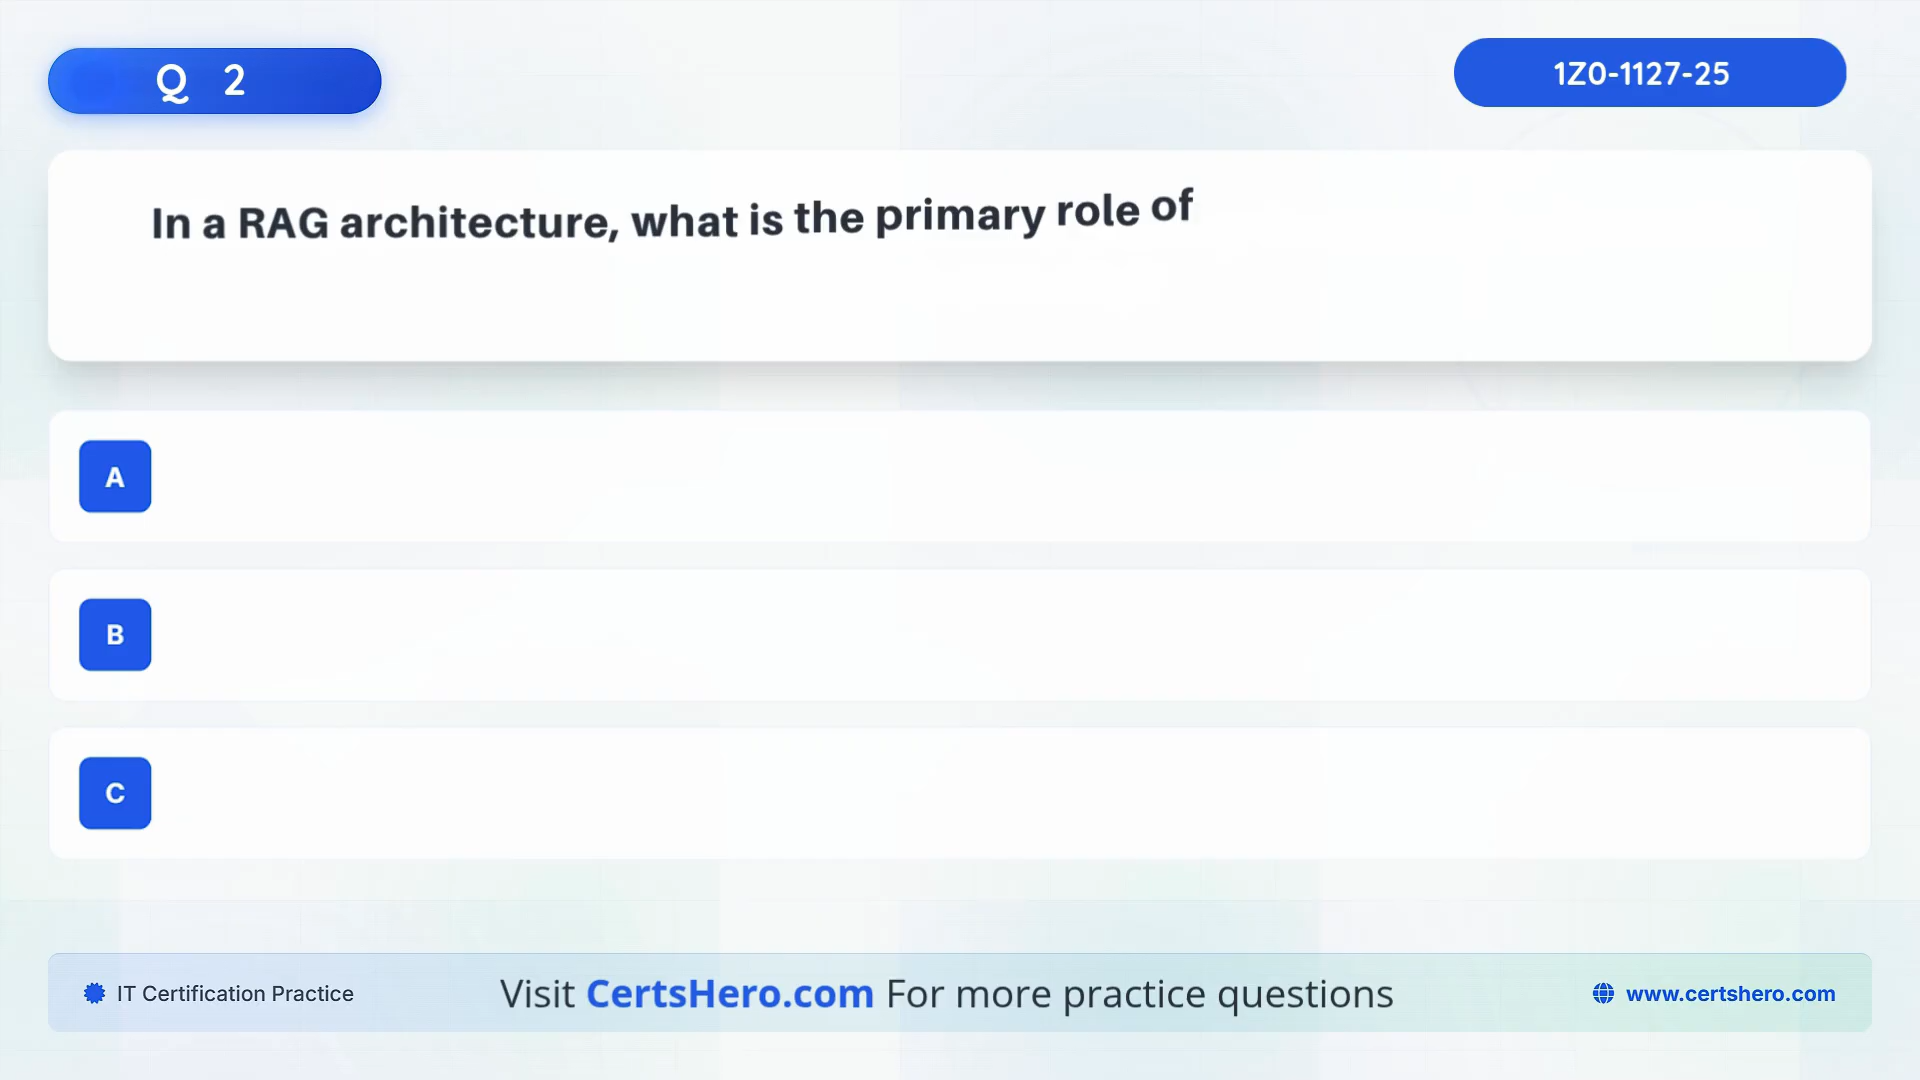 Q 2
1Z0-1127-25
In a RAG architecture, what is the primary role of
A
B
C
IT Certification Practice
Visit CertsHero.com For more practice questions
www.certshero.com